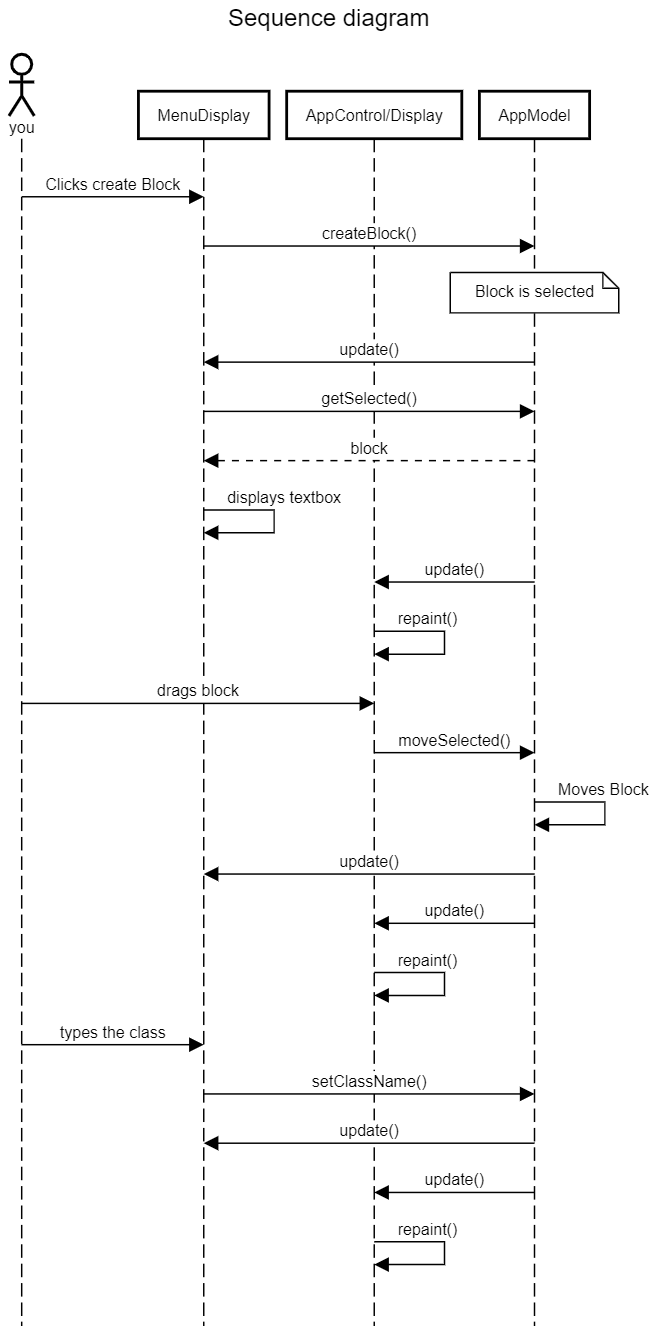 Sequence diagram
you
MenuDisplay
AppControl/Display
AppModel
Clicks create Block
createBlock()
Block is selected
update()
getSelected()
block
displays textbox
update()
repaint()
drags block
moveSelected()
Moves Block
update()
update()
repaint()
types the class
setClassName()
update()
update()
repaint()